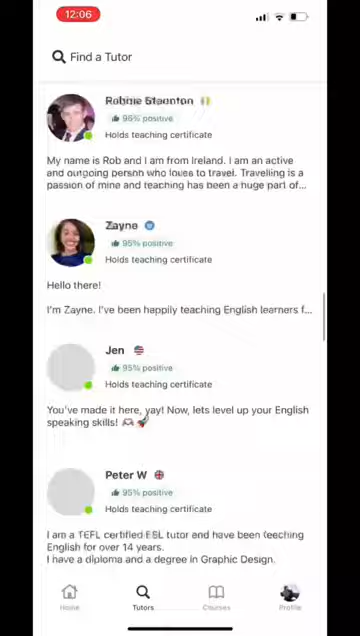 12:06
Find a Tutor
96% positive
Holds teaching certificate
My name is Rob and I am from Ireland. I am an active
and outgoing person who loves to travel. Travelling is a
passion of mine and teaching has been a huge part of...
Zayne
95% positive
Holds teaching certificate
Hello there!
I'm Zayne. I've been happily teaching English learners f...
Jen
95% positive
Holds teaching certificate
You've made it here, yay! Now, lets level up your English
speaking skills!
Peter W
95% positive
Holds teaching certificate
I am a TEFL certified ESL tutor and have been teaching
English for over 14 years.
I have a diploma and a degree in Graphic Design.
Home
Tutors
Courses
Profile